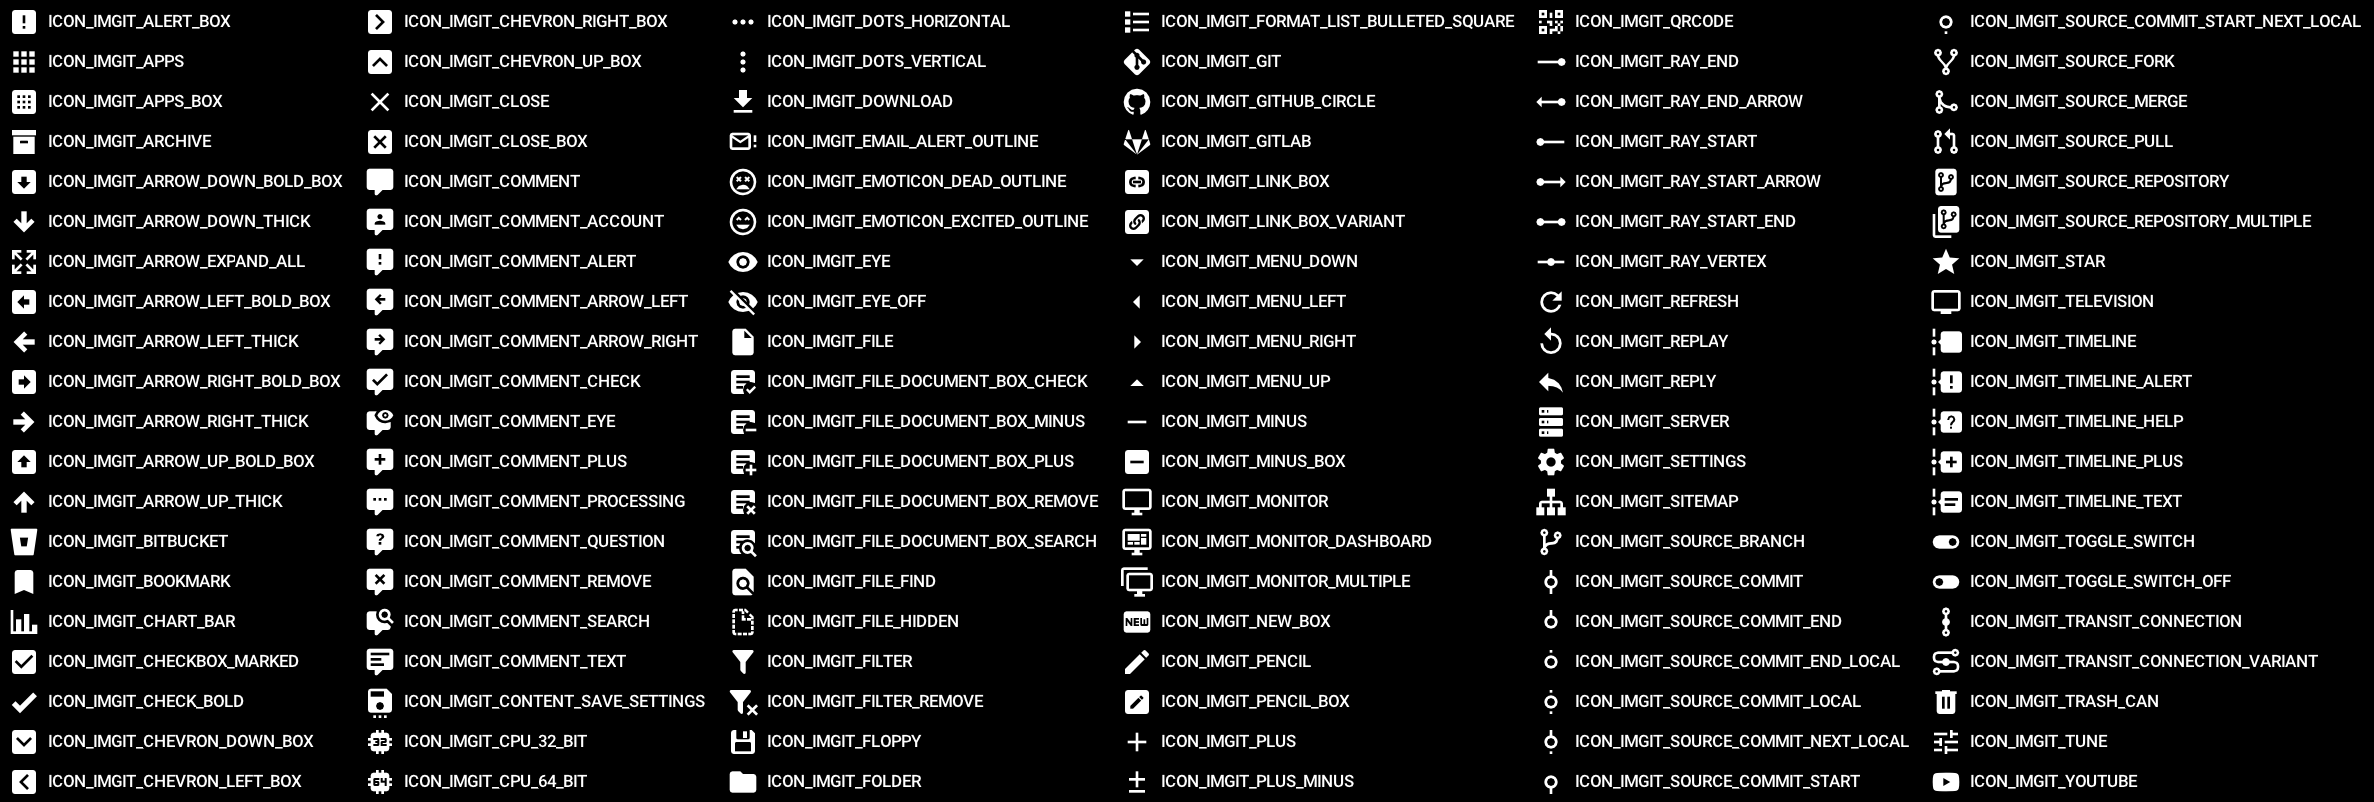 ICON_IMGIT_ALERT_BOX
ICON_IMGIT_APPS
ICON_IMGIT_APPS_BOX
ICON_IMGIT_ARCHIVE
ICON_IMGIT_ARROW_DOWN_BOLD_BOX
ICON_IMGIT_ARROW_DOWN_THICK
ICON_IMGIT_ARROW_EXPAND_ALL
ICON_IMGIT_ARROW_LEFT_BOLD_BOX
ICON_IMGIT_ARROW_LEFT_THICK
ICON_IMGIT_ARROW_RIGHT_BOLD_BOX
ICON_IMGIT_ARROW_RIGHT_THICK
ICON_IMGIT_ARROW_UP_BOLD_BOX
ICON_IMGIT_ARROW_UP_THICK
ICON_IMGIT_BITBUCKET
ICON_IMGIT_BOOKMARK
ICON_IMGIT_CHART_BAR
ICON_IMGIT_CHECKBOX_MARKED
ICON_IMGIT_CHECK_BOLD
ICON_IMGIT_CHEVRON_DOWN_BOX
ICON_IMGIT_CHEVRON_LEFT_BOX
ICON_IMGIT_CHEVRON_RIGHT_BOX
ICON_IMGIT_CHEVRON_UP_BOX
ICON_IMGIT_CLOSE
ICON_IMGIT_CLOSE_BOX
ICON_IMGIT_COMMENT
ICON_IMGIT_COMMENT_ACCOUNT
ICON_IMGIT_COMMENT_ALERT
ICON_IMGIT_COMMENT_ARROW_LEFT
ICON_IMGIT_COMMENT_ARROW_RIGHT
ICON_IMGIT_COMMENT_CHECK
ICON_IMGIT_COMMENT_EYE
ICON_IMGIT_COMMENT_PLUS
ICON_IMGIT_COMMENT_PROCESSING
ICON_IMGIT_COMMENT_QUESTION
ICON_IMGIT_COMMENT_REMOVE
ICON_IMGIT_COMMENT_SEARCH
ICON_IMGIT_COMMENT_TEXT
ICON_IMGIT_CONTENT_SAVE_SETTINGS
32 ICON_IMGIT_CPU_32_BIT
64 ICON_IMGIT_CPU_64_BIT
ICON_IMGIT_DOTS_HORIZONTAL
ICON_IMGIT_DOTS_VERTICAL
ICON_IMGIT_DOWNLOAD
ICON_IMGIT_EMAIL_ALERT_OUTLINE
ICON_IMGIT_EMOTICON_DEAD_OUTLINE
ICON_IMGIT_EMOTICON_EXCITED_OUTLINE
ICON_IMGIT_EYE
ICON_IMGIT_EYE_OFF
ICON_IMGIT_FILE
ICON_IMGIT_FILE_DOCUMENT_BOX_CHECK
ICON_IMGIT_FILE_DOCUMENT_BOX_MINUS
ICON_IMGIT_FILE_DOCUMENT_BOX_PLUS
ICON_IMGIT_FILE_DOCUMENT_BOX_REMOVE
ICON_IMGIT_FILE_DOCUMENT_BOX_SEARCH
ICON_IMGIT_FILE_FIND
ICON_IMGIT_FILE_HIDDEN
ICON_IMGIT_FILTER
ICON_IMGIT_FILTER_REMOVE
ICON_IMGIT_FLOPPY
ICON_IMGIT_FOLDER
ICON_IMGIT_FORMAT_LIST_BULLETED_SQUARE
ICON_IMGIT_GIT
ICON_IMGIT_GITHUB_CIRCLE
ICON_IMGIT_GITLAB
ICON_IMGIT_LINK_BOX
ICON_IMGIT_LINK_BOX_VARIANT
ICON_IMGIT_MENU_DOWN
ICON_IMGIT_MENU_LEFT
ICON_IMGIT_MENU_RIGHT
ICON_IMGIT_MENU_UP
ICON_IMGIT_MINUS
ICON_IMGIT_MINUS_BOX
ICON_IMGIT_MONITOR
ICON_IMGIT_MONITOR_DASHBOARD
ICON_IMGIT_MONITOR_MULTIPLE
NEW ICON_IMGIT_NEW_BOX
ICON_IMGIT_PENCIL
ICON_IMGIT_PENCIL_BOX
ICON_IMGIT_PLUS
ICON_IMGIT_PLUS_MINUS
ICON_IMGIT_QRCODE
ICON_IMGIT_RAY_END
ICON_IMGIT_RAY_END_ARROW
ICON_IMGIT_RAY_START
ICON_IMGIT_RAY_START_ARROW
ICON_IMGIT_RAY_START_END
ICON_IMGIT_RAY_VERTEX
ICON_IMGIT_REFRESH
ICON_IMGIT_REPLAY
ICON_IMGIT_REPLY
ICON_IMGIT_SERVER
ICON_IMGIT_SETTINGS
ICON_IMGIT_SITEMAP
ICON_IMGIT_SOURCE_BRANCH
ICON_IMGIT_SOURCE_COMMIT
ICON_IMGIT_SOURCE_COMMIT_END
ICON_IMGIT_SOURCE_COMMIT_END_LOCAL
ICON_IMGIT_SOURCE_COMMIT_LOCAL
ICON_IMGIT_SOURCE_COMMIT_NEXT_LOCAL
ICON_IMGIT_SOURCE_COMMIT_START
ICON_IMGIT_SOURCE_COMMIT_START_NEXT_LOCAL
ICON_IMGIT_SOURCE_FORK
ICON_IMGIT_SOURCE_MERGE
ICON_IMGIT_SOURCE_PULL
ICON_IMGIT_SOURCE_REPOSITORY
ICON_IMGIT_SOURCE_REPOSITORY_MULTIPLE
ICON_IMGIT_STAR
ICON_IMGIT_TELEVISION
ICON_IMGIT_TIMELINE
ICON_IMGIT_TIMELINE_ALERT
ICON_IMGIT_TIMELINE_HELP
ICON_IMGIT_TIMELINE_PLUS
ICON_IMGIT_TIMELINE_TEXT
ICON_IMGIT_TOGGLE_SWITCH
ICON_IMGIT_TOGGLE_SWITCH_OFF
ICON_IMGIT_TRANSIT_CONNECTION
ICON_IMGIT_TRANSIT_CONNECTION_VARIANT
ICON_IMGIT_TRASH_CAN
ICON_IMGIT_TUNE
ICON_IMGIT_YOUTUBE